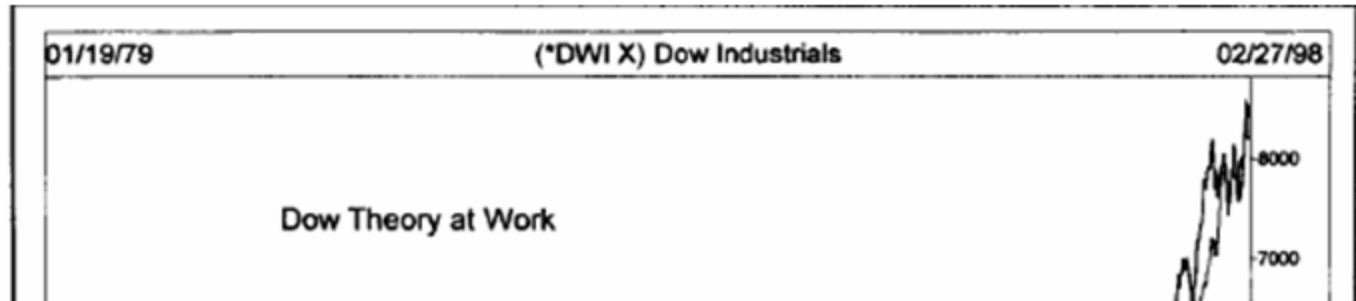 01/19/79 (*DWI X) Dow Industrials 02/27/98
8000
Dow Theory at Work
7000